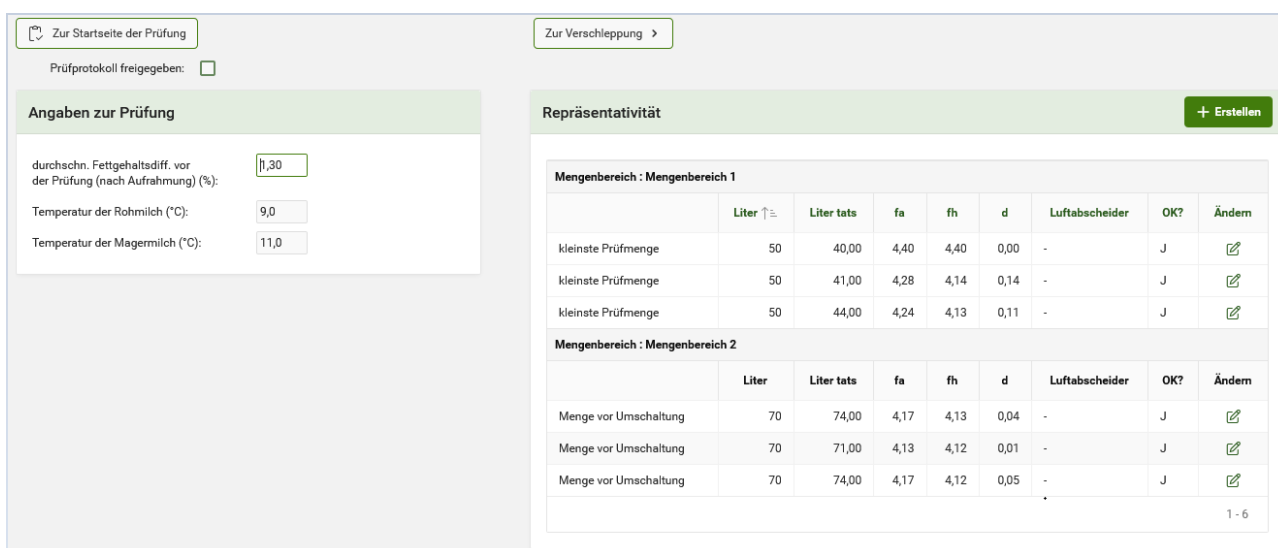 Zur Startseite der Prüfung
Zur Verschleppung >
Prüfprotokoll freigegeben:
Angaben zur Prüfung
durchschn. Fettgehaltsdiff. vor
der Prüfung (nach Aufrahmung) (%):
1,30
Temperatur der Rohmilch (°C): 9,0
Temperatur der Magermilch (°C): 11,0
Repräsentativität
+ Erstellen
Mengenbereich : Mengenbereich 1
Liter Liter tats fa fh d Luftabscheider OK? Ändern
kleinste Prüfmenge 50 40,00 4,40 4,40 0,00 - J
kleinste Prüfmenge 50 41,00 4,28 4,14 0,14 - J
kleinste Prüfmenge 50 44,00 4,24 4,13 0,11 - J
Mengenbereich : Mengenbereich 2
Liter Liter tats fa fh d Luftabscheider OK? Ändern
Menge vor Umschaltung 70 74,00 4,17 4,13 0,04 - J
Menge vor Umschaltung 70 71,00 4,13 4,12 0,01 - J
Menge vor Umschaltung 70 74,00 4,17 4,12 0,05 - J
1 - 6